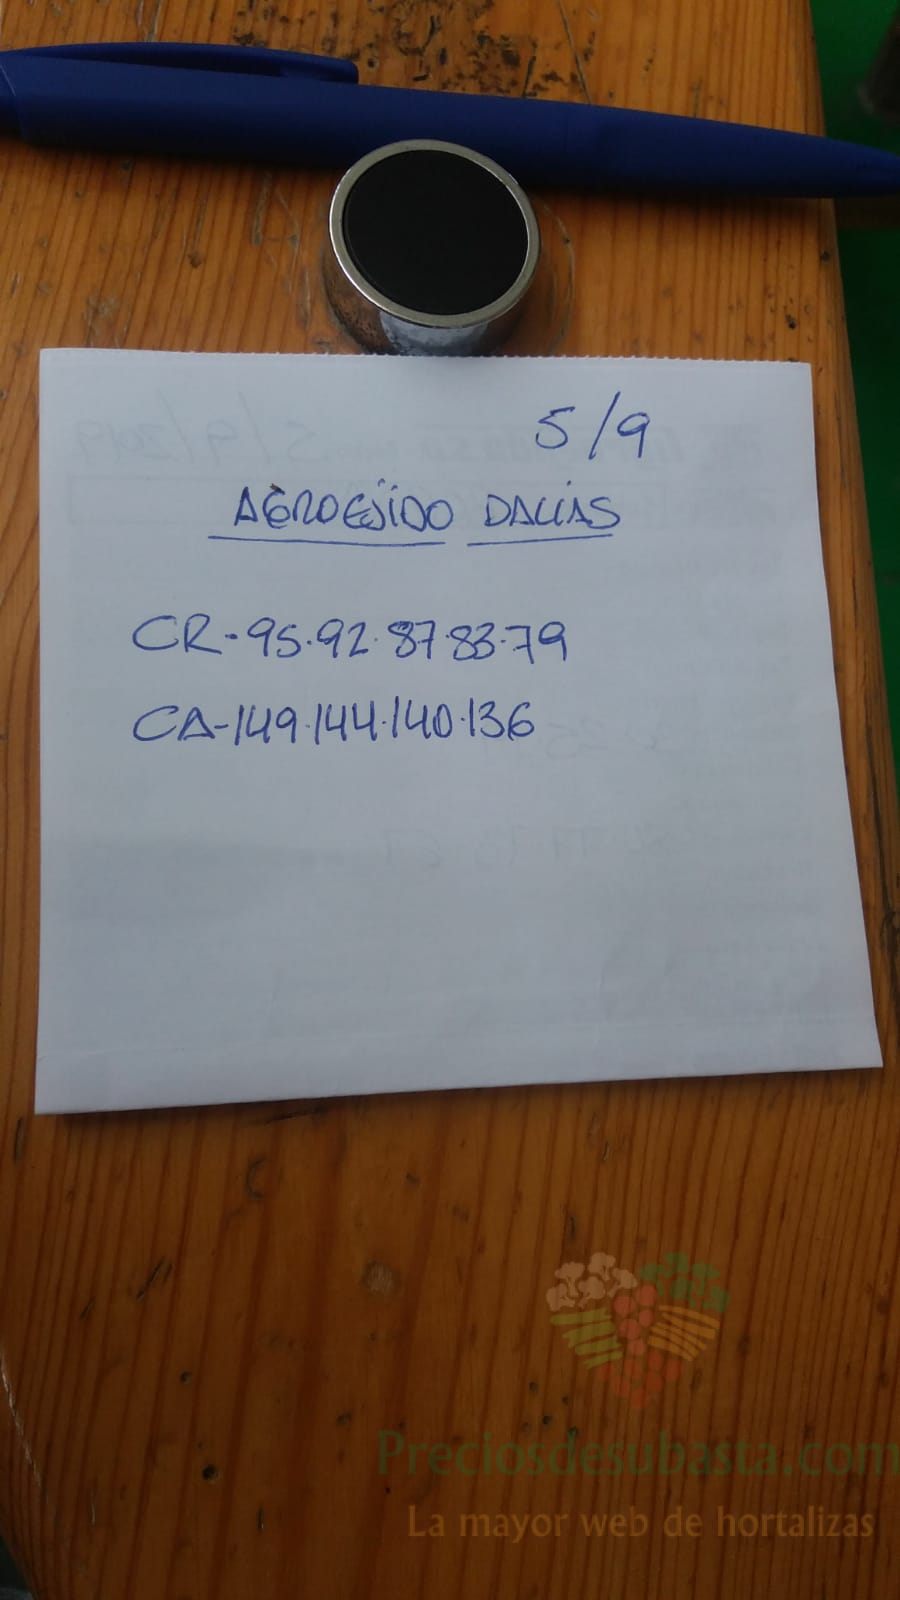 5/9
AGROEJIDO DALIAS
CR-95.92.87.83.79
CA-149.144.140.136
Preciosdesubasta.com
La mayor web de hortalizas